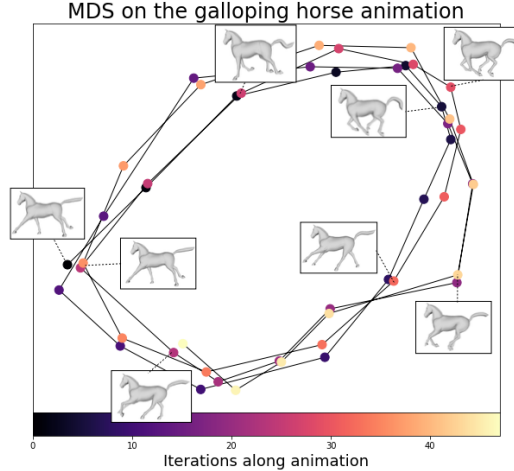 MDS on the galloping horse animation
0 10 20 30 40
Iterations along animation